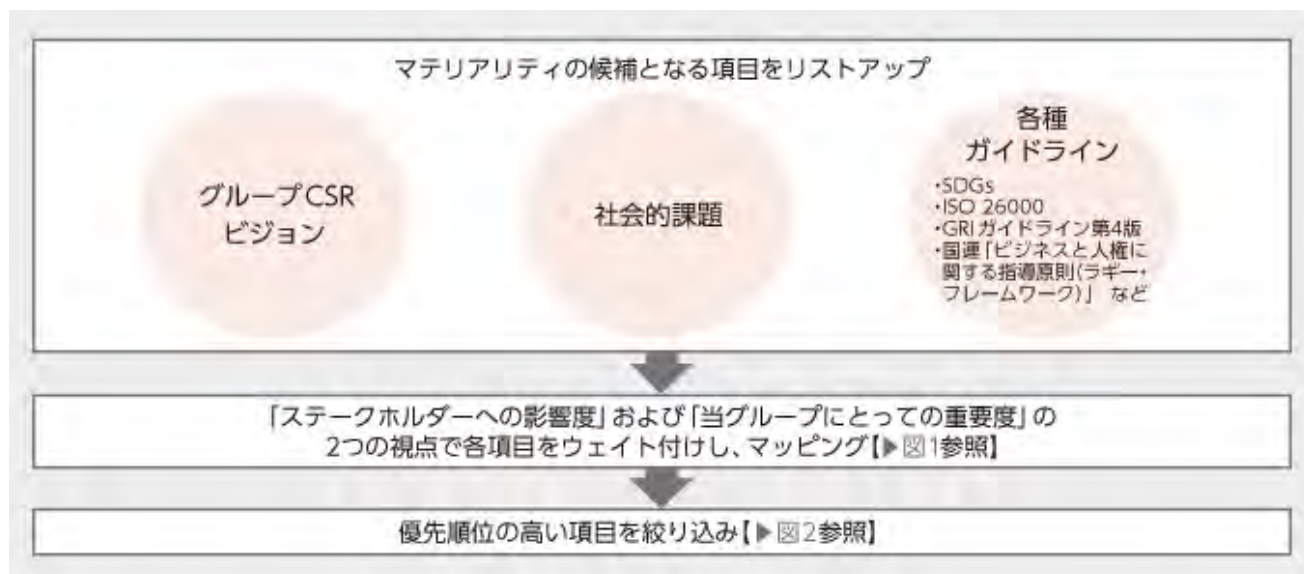 マテリアリティの候補となる項目をリストアップ
グループCSR
ビジョン
社会的課題
各種
ガイドライン
・SDGs
・ISO 26000
・GRIガイドライン第4版
・国連「ビジネスと人権に
関する指導原則(ラギー・
フレームワーク)」 など
「ステークホルダーへの影響度」および「当グループにとっての重要度」の
2つの視点で各項目をウェイト付けし、マッピング【▶図1参照】
優先順位の高い項目を絞り込み【▶図2参照】